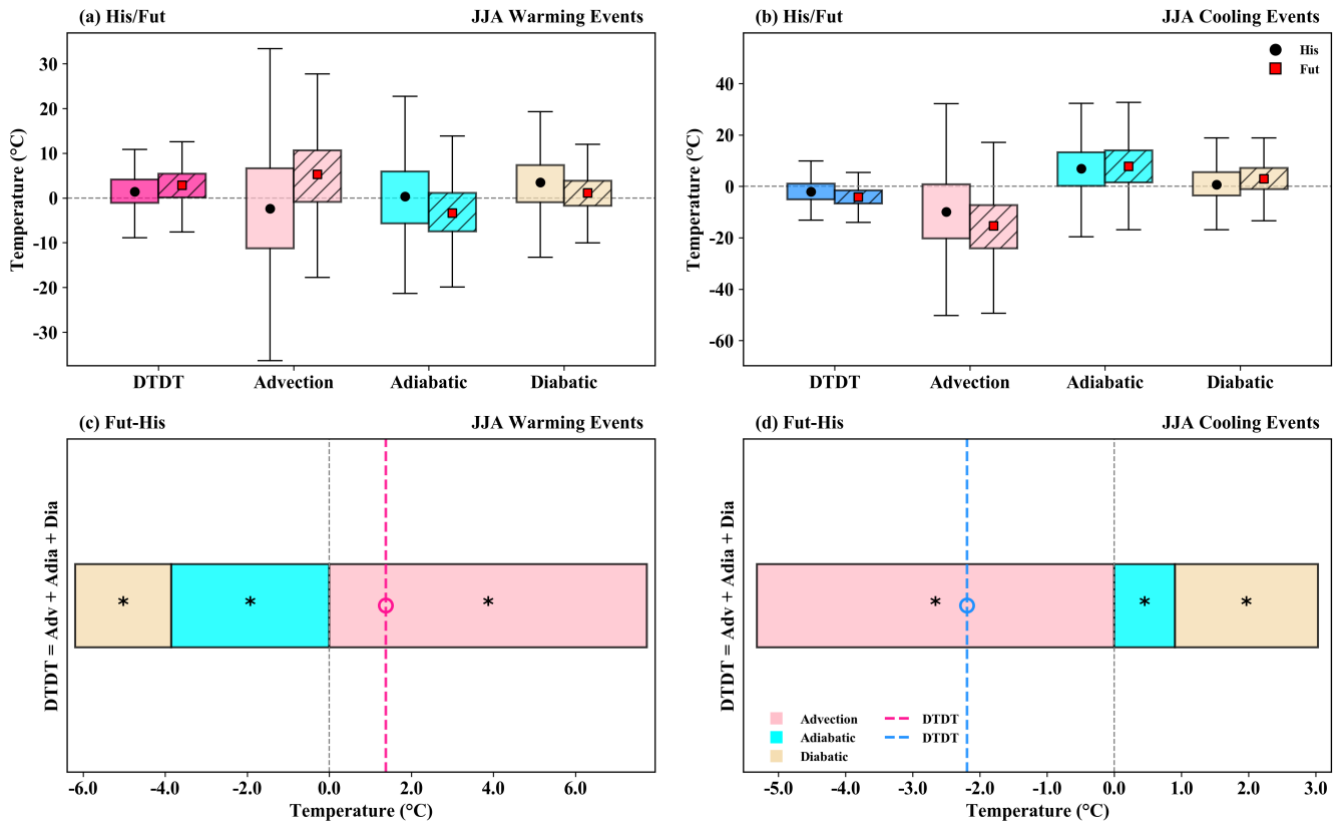 (a) His/Fut JJA Warming Events
30
20
10
0
-10
-20
-30
Temperature (°C)
DTDT Advection Adiabatic Diabatic
(b) His/Fut JJA Cooling Events
His
Fut
40
20
0
-20
-40
-60
Temperature (°C)
DTDT Advection Adiabatic Diabatic
(c) Fut-His JJA Warming Events
DTDT = Adv + Adia + Dia
* * *
-6.0 -4.0 -2.0 0.0 2.0 4.0 6.0
Temperature (°C)
(d) Fut-His JJA Cooling Events
DTDT = Adv + Adia + Dia
* * *
Advection DTDT
Adiabatic DTDT
Diabatic
-5.0 -4.0 -3.0 -2.0 -1.0 0.0 1.0 2.0 3.0
Temperature (°C)